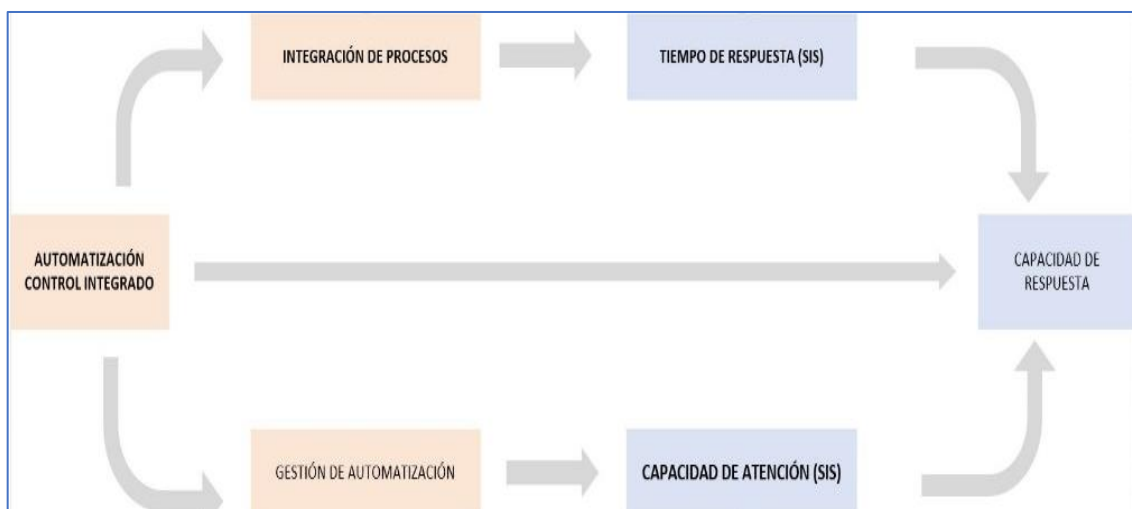 INTEGRACIÓN DE PROCESOS
TIEMPO DE RESPUESTA (SIS)
AUTOMATIZACIÓN
CONTROL INTEGRADO
CAPACIDAD DE
RESPUESTA
GESTIÓN DE AUTOMATIZACIÓN
CAPACIDAD DE ATENCIÓN (SIS)